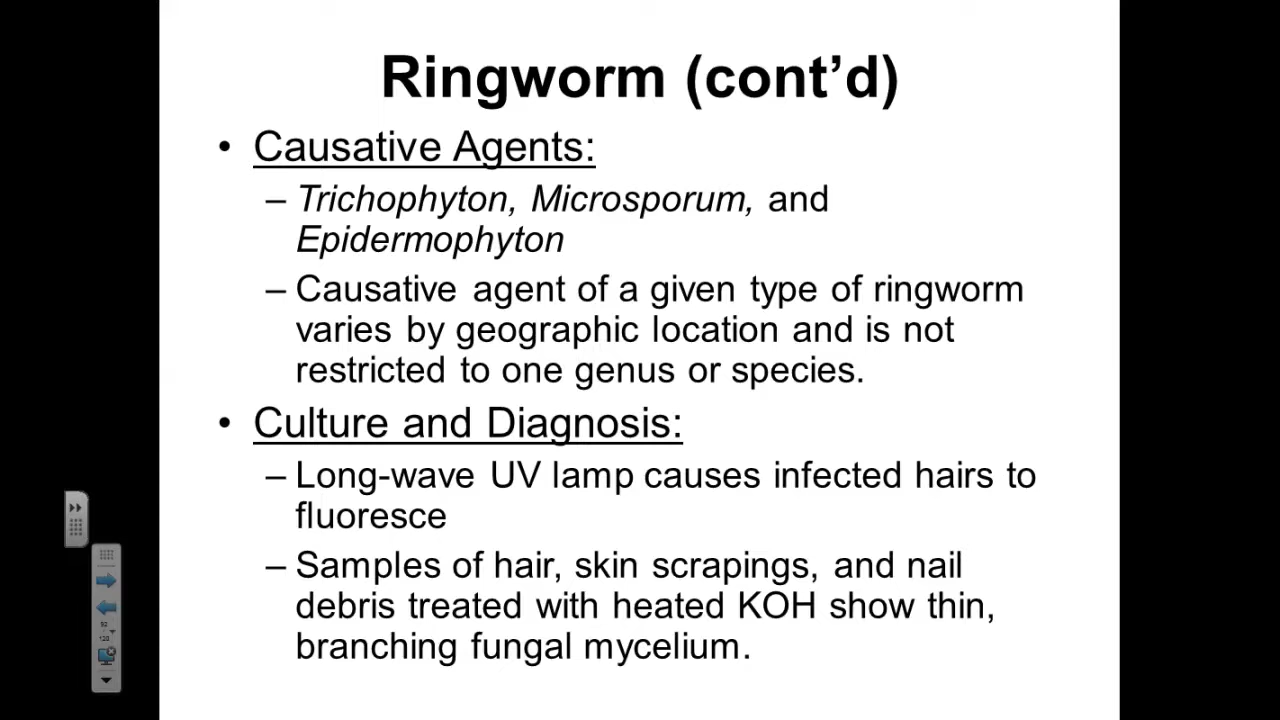 Ringworm (cont’d)
• Causative Agents:
– Trichophyton, Microsporum, and
Epidermophyton
– Causative agent of a given type of ringworm
varies by geographic location and is not
restricted to one genus or species.
• Culture and Diagnosis:
– Long-wave UV lamp causes infected hairs to
fluoresce
– Samples of hair, skin scrapings, and nail
debris treated with heated KOH show thin,
branching fungal mycelium.